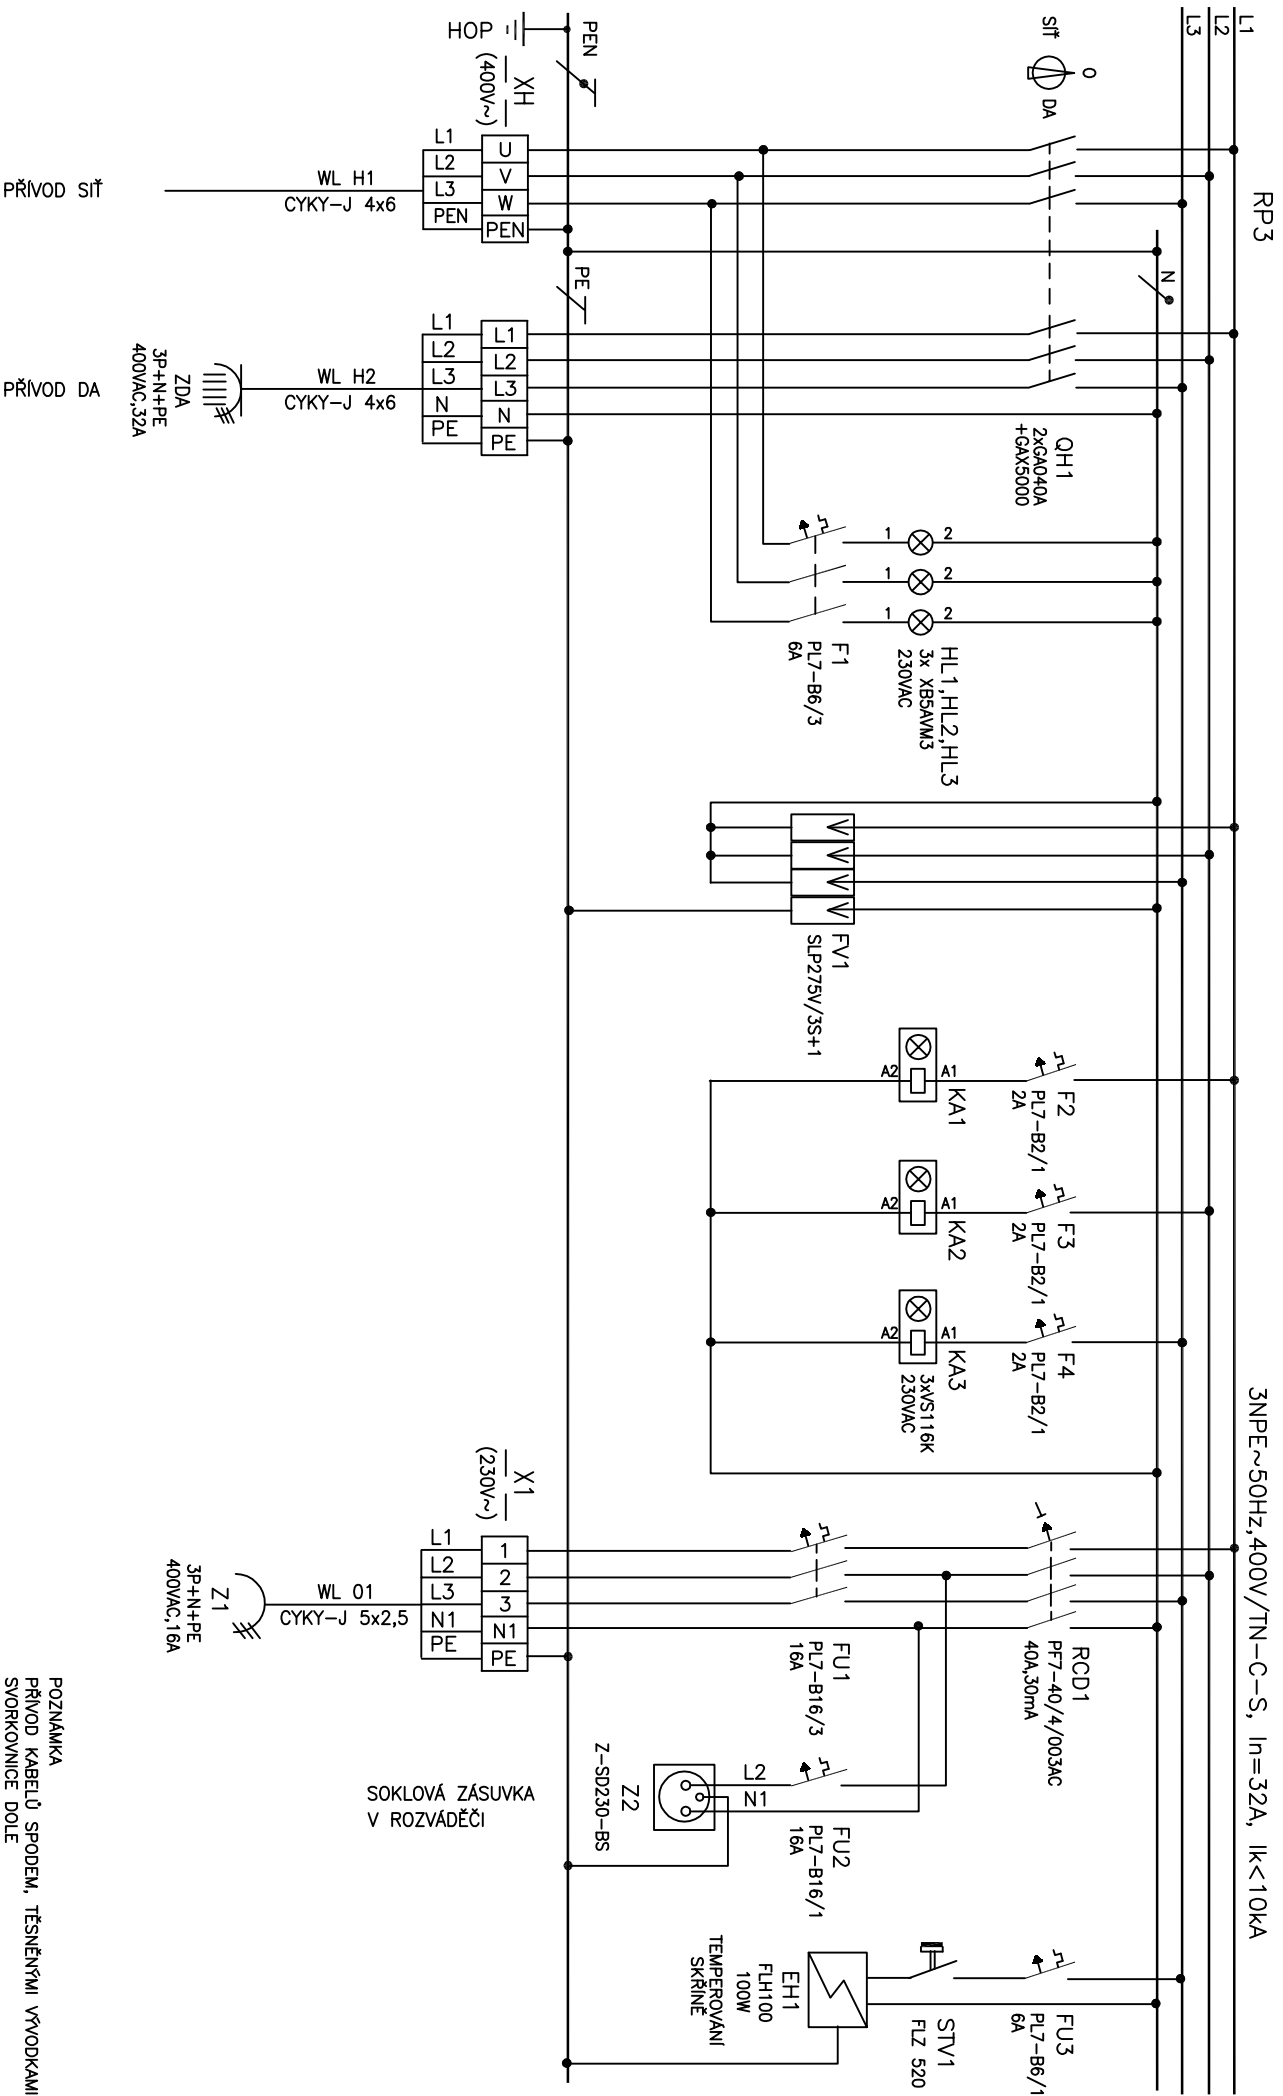 L1
L2
L3
RP3
3NPE~50Hz,400V/TN-C-S, In=32A, Ik<10kA
SÍŤ
0
DA
QH1
2xGA040A
+GAX5000
N
PEN
HOP
XH
(400V~)
L1
L2
L3
PEN
U
V
W
PEN
WL H1
CYKY-J 4x6
PŘÍVOD SÍŤ
PE
L1
L2
L3
N
PE
L1
L2
L3
N
PE
WL H2
CYKY-J 4x6
ZDA
3P+N+PE
400VAC,32A
PŘÍVOD DA
1
2
1
2
1
2
F1
PL7-B6/3
6A
HL1,HL2,HL3
3x XB5AVM3
230VAC
FV1
SLP275V/3S+1
A2
A1
KA1
F2
PL7-B2/1
2A
A2
A1
KA2
F3
PL7-B2/1
2A
A2
A1
KA3
3xVS116K
230VAC
F4
PL7-B2/1
2A
X1
(230V~)
L1
L2
L3
N1
PE
1
2
3
N1
PE
WL 01
CYKY-J 5x2,5
Z1
3P+N+PE
400VAC,16A
FU1
PL7-B16/3
16A
RCD1
PF7-40/4/003AC
40A,30mA
L2
N1
Z2
Z-SD230-BS
SOKLOVÁ ZÁSUVKA
V ROZVÁDĚČI
FU2
PL7-B16/1
16A
EH1
FLH100
100W
TEMPEROVÁNÍ
SKŘÍNĚ
STV1
FLZ 520
FU3
PL7-B6/1
6A
POZNÁMKA
PŘÍVOD KABELŮ SPODEM, TĚSNĚNÝMI VÝVODKAMI
SVORKOVNICE DOLE